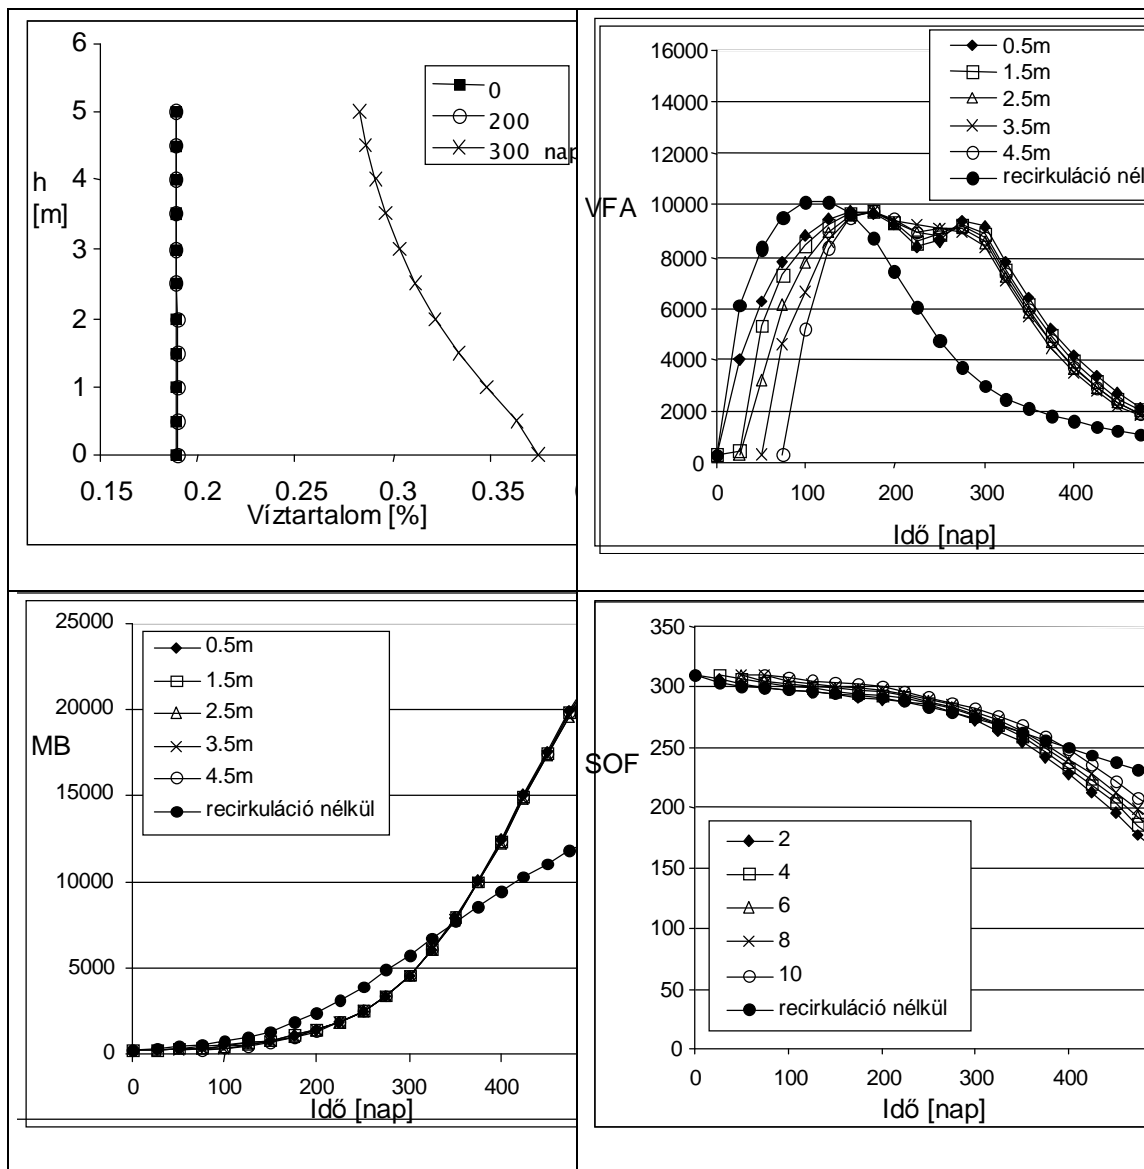 6
5
4
3
2
1
0
h
[m]
0
200
300 nap
0.15
0.2
0.25
0.3
0.35
Víztartalom [%]
16000
14000
12000
10000
8000
6000
4000
2000
0
VFA
0.5m
1.5m
2.5m
3.5m
4.5m
recirkuláció nél
0
100
200
300
400
Idő [nap]
25000
20000
15000
10000
5000
0
MB
0.5m
1.5m
2.5m
3.5m
4.5m
recirkuláció nélkül
0
100
200
300
400
Idő [nap]
350
300
250
200
150
100
50
0
SOF
2
4
6
8
10
recirkuláció nélkül
0
100
200
300
400
Idő [nap]